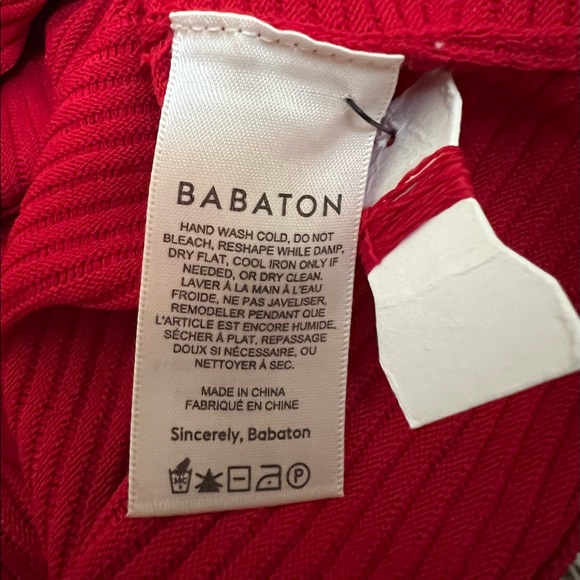 BABATON
HAND WASH COLD, DO NOT
BLEACH, RESHAPE WHILE DAMP,
DRY FLAT, COOL IRON ONLY IF
NEEDED, OR DRY CLEAN.
LAVER À LA MAIN À L'EAU
FROIDE, NE PAS JAVELISER,
REMODELER PENDANT QUE
L'ARTICLE EST ENCORE HUMIDE,
SÉCHER À PLAT, REPASSAGE
DOUX SI NÉCESSAIRE, OU
NETTOYER À SEC.
MADE IN CHINA
FABRIQUÉ EN CHINE
Sincerely, Babaton
30C P